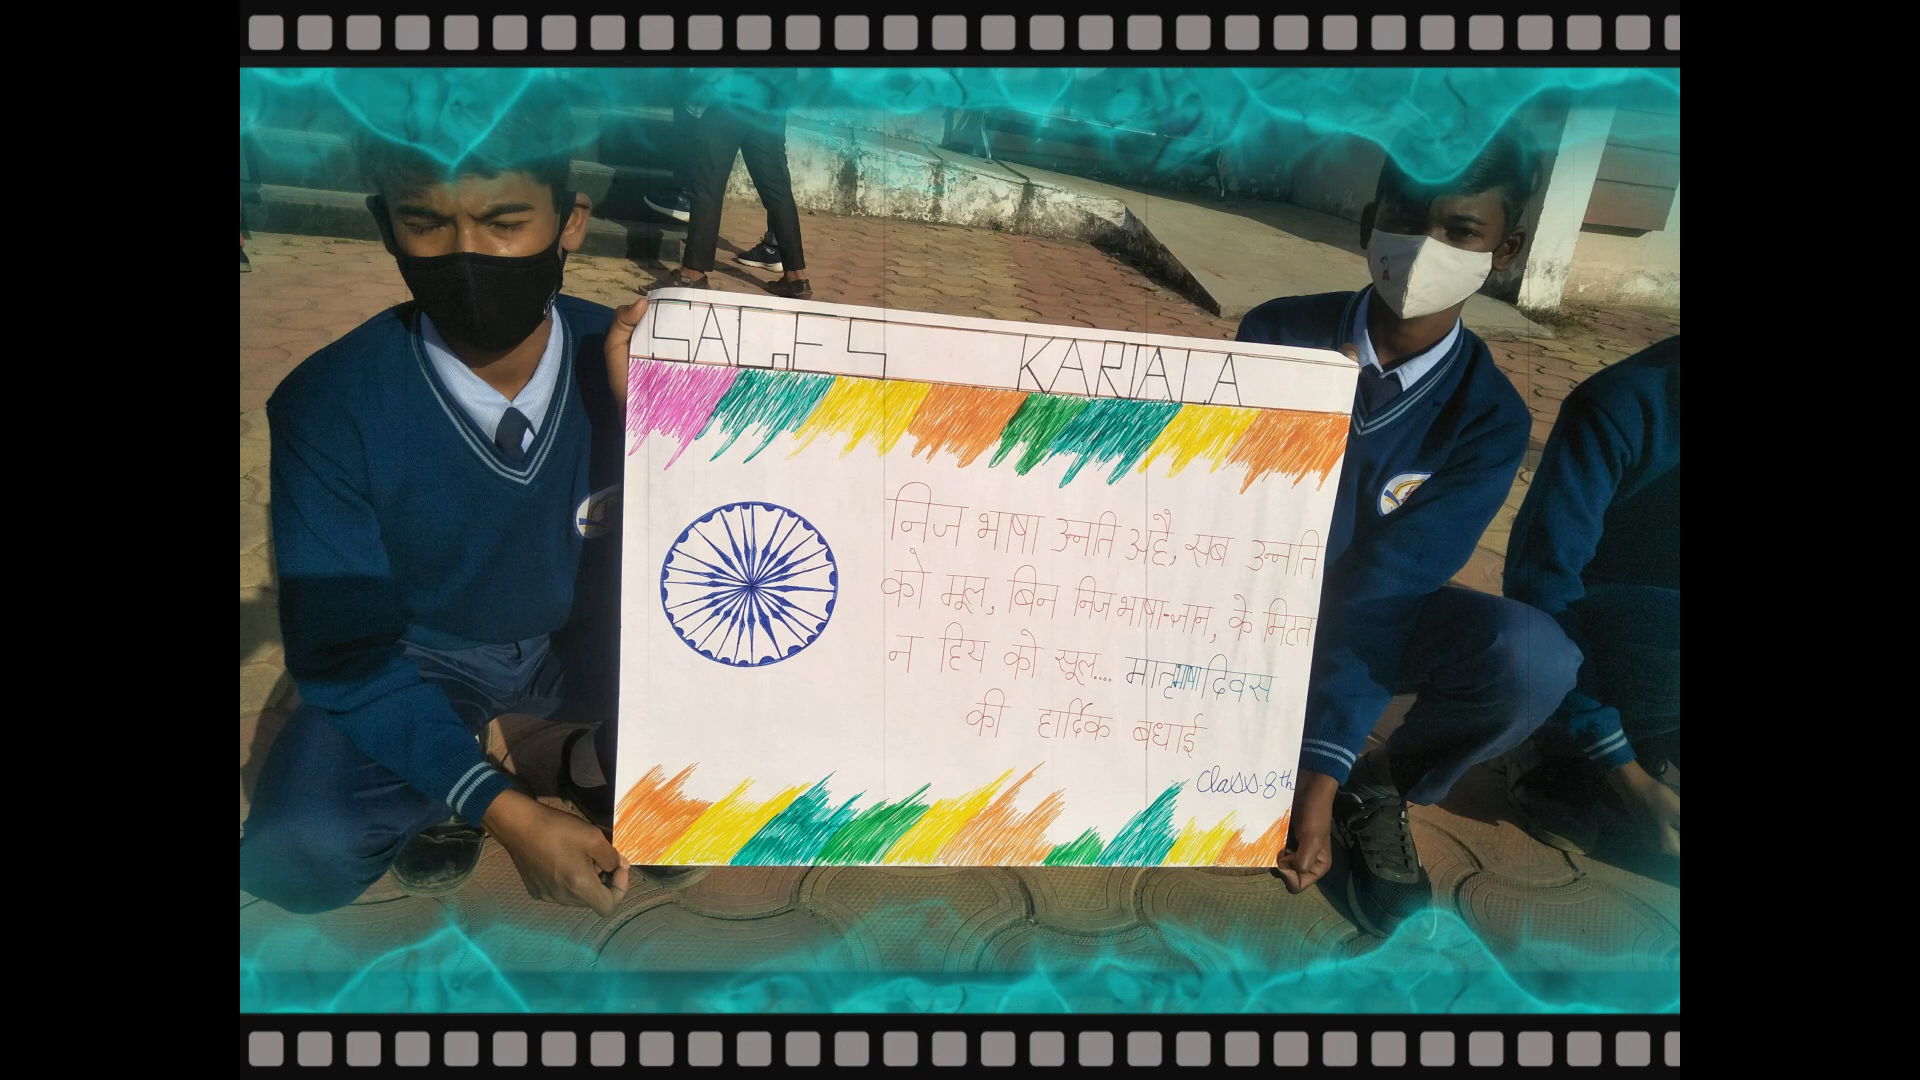 SAGES KARIALA
निज भाषा उन्नति अहै, सब उन्नति
को मूल, बिन निज भाषा-ज्ञान, के मिटत
न हिय को सूल.... मातृभाषा दिवस
की हार्दिक बधाई
Class-8th